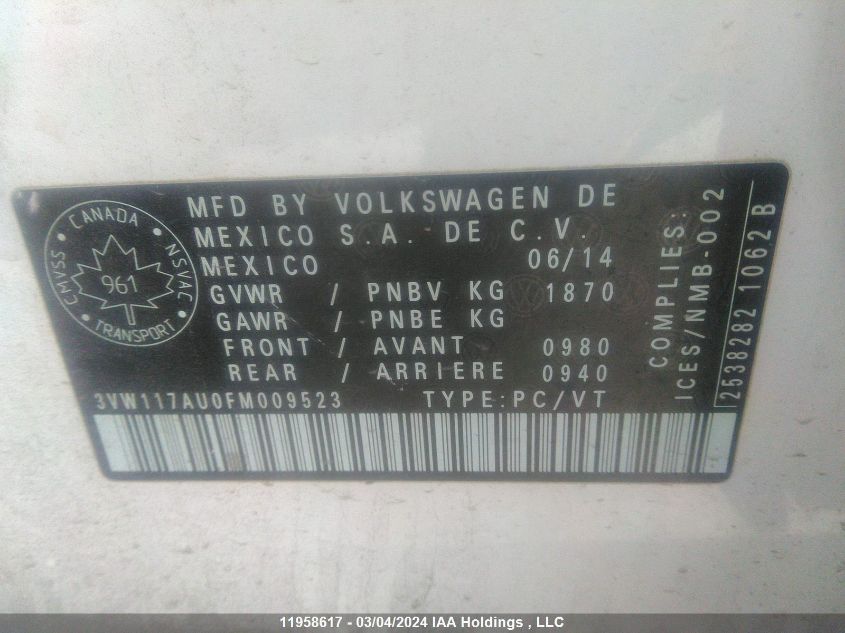 CANADA
CMVSS
NSVAC
961
TRANSPORT
MFD BY VOLKSWAGEN DE
MEXICO S.A. DE C.V.
MEXICO 06/14
GVWR / PNBV KG 1870
GAWR / PNBE KG
FRONT / AVANT 0980
REAR / ARRIERE 0940
3VW117AU0FM009523 TYPE:PC/VT
COMPLIES:
ICES/NMB-002
2538282 1062 B
11958617 - 03/04/2024 IAA Holdings , LLC